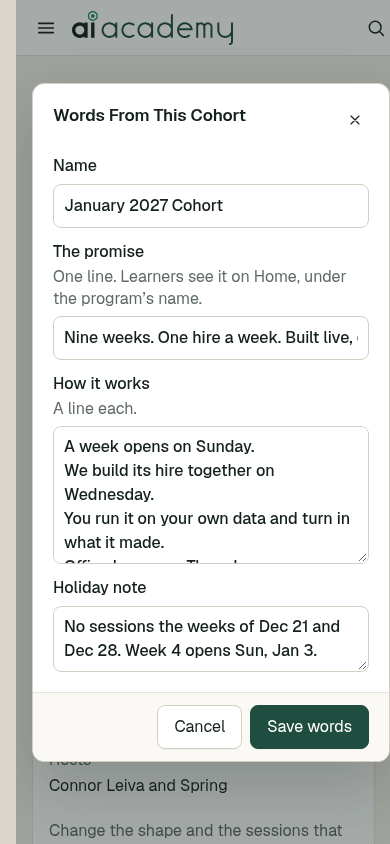 ai academy
Words From This Cohort
Name
January 2027 Cohort
The promise
One line. Learners see it on Home, under
the program’s name.
Nine weeks. One hire a week. Built live,
How it works
A line each.
A week opens on Sunday.
We build its hire together on
Wednesday.
You run it on your own data and turn in
what it made.
Holiday note
No sessions the weeks of Dec 21 and
Dec 28. Week 4 opens Sun, Jan 3.
Cancel
Save words
Hosts
Connor Leiva and Spring
Change the shape and the sessions that